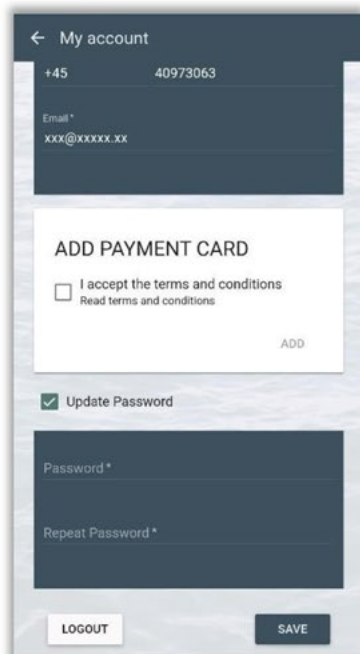 My account
+45 40973063
Email *
xxx@xxxxx.xx
ADD PAYMENT CARD
I accept the terms and conditions
Read terms and conditions
ADD
Update Password
Password *
Repeat Password *
LOGOUT SAVE